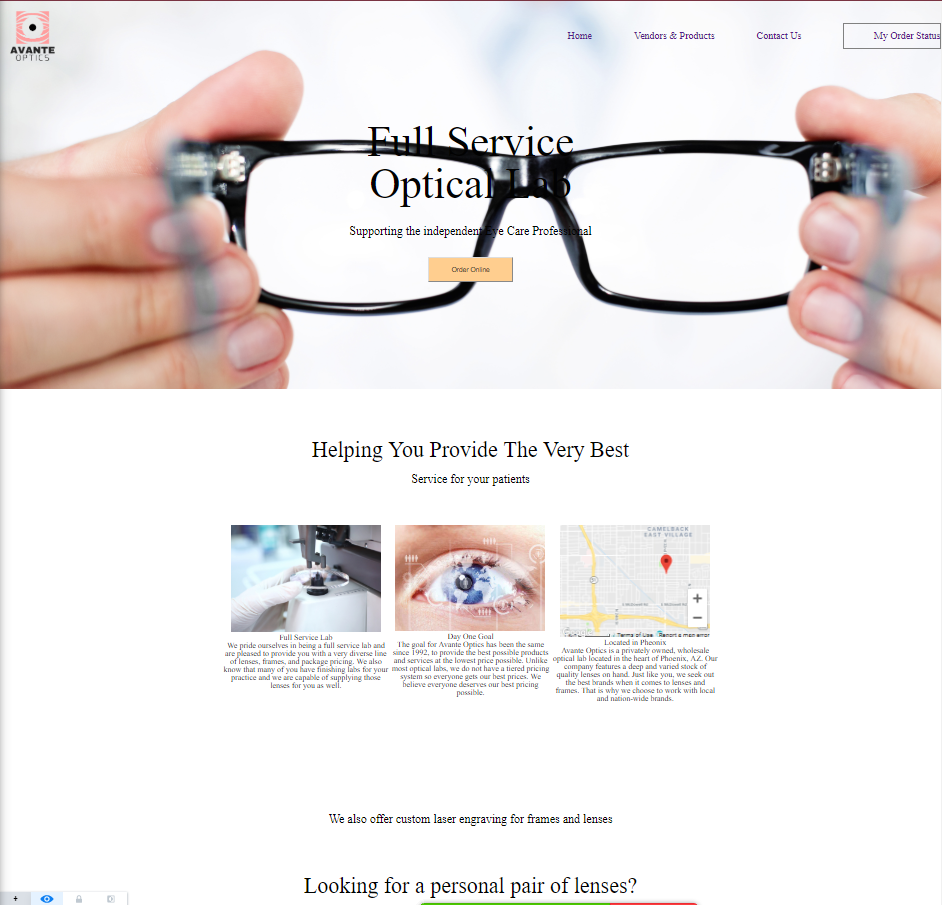 AVANTE
OPTICS
Home Vendors & Products Contact Us My Order Status
Full Service
Optical Lab
Supporting the independent Eye Care Professional
Order Online
Helping You Provide The Very Best
Service for your patients
CAMELBACK
EAST VILLAGE
+
−
Terms of Use Report a map error
Full Service Lab
We pride ourselves in being a full service lab and
are pleased to provide you with a very diverse line
of lenses, frames, and package pricing. We also
know that many of you have finishing labs for your
practice and we are capable of supplying those
lenses for you as well.
Day One Goal
The goal for Avante Optics has been the same
since 1992, to provide the best possible products
and services at the lowest price possible. Unlike
most optical labs, we do not have a tiered pricing
system so everyone gets our best prices. We
believe everyone deserves our best pricing
possible.
Located in Pheonix
Avante Optics is a privately owned, wholesale
optical lab located in the heart of Phoenix, AZ. Our
company features a deep and varied stock of
quality lenses on hand. Just like you, we seek out
the best brands when it comes to lenses and
frames. That is why we choose to work with local
and nation-wide brands.
We also offer custom laser engraving for frames and lenses
Looking for a personal pair of lenses?